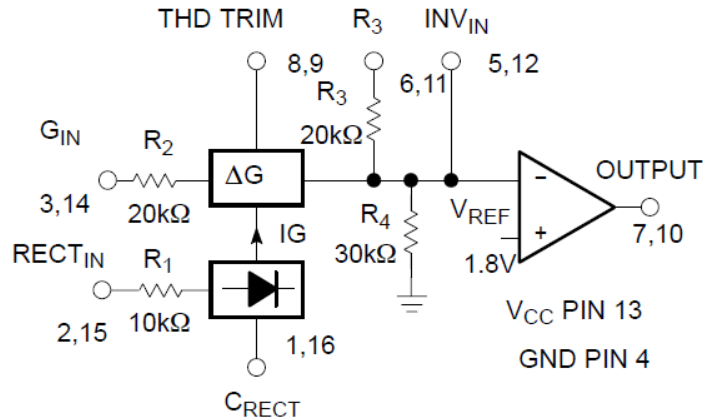 THD TRIM
R3
INVIN
8,9
6,11
5,12
R3
20kΩ
GIN
R2
ΔG
3,14
20kΩ
IG
R4
30kΩ
VREF
−
+
1.8V
OUTPUT
7,10
RECTIN
R1
2,15
10kΩ
1,16
CRECT
VCC PIN 13
GND PIN 4